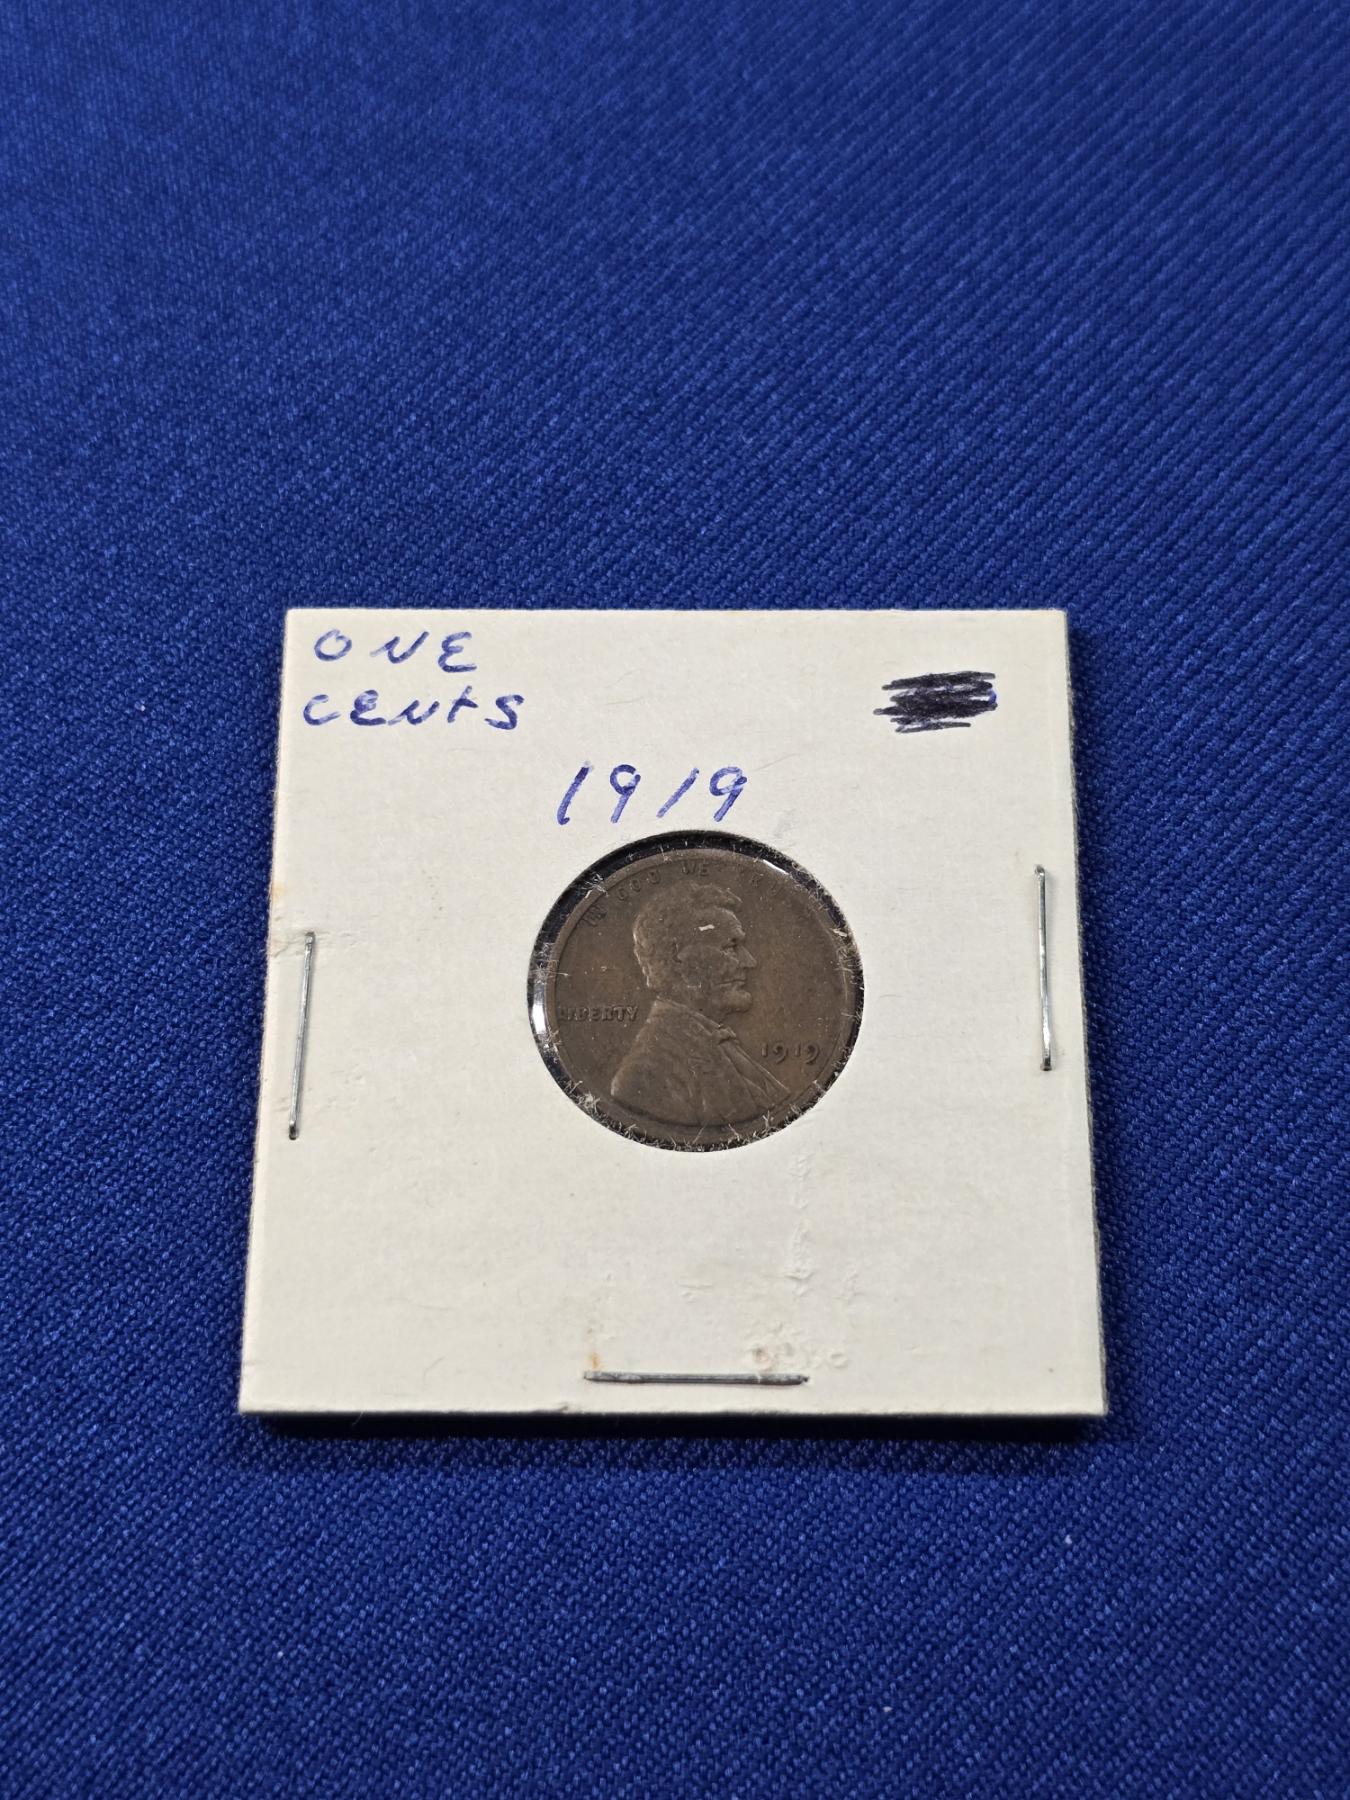 ONE
CENTS
1919
IN GOD WE TRUST
LIBERTY
1919